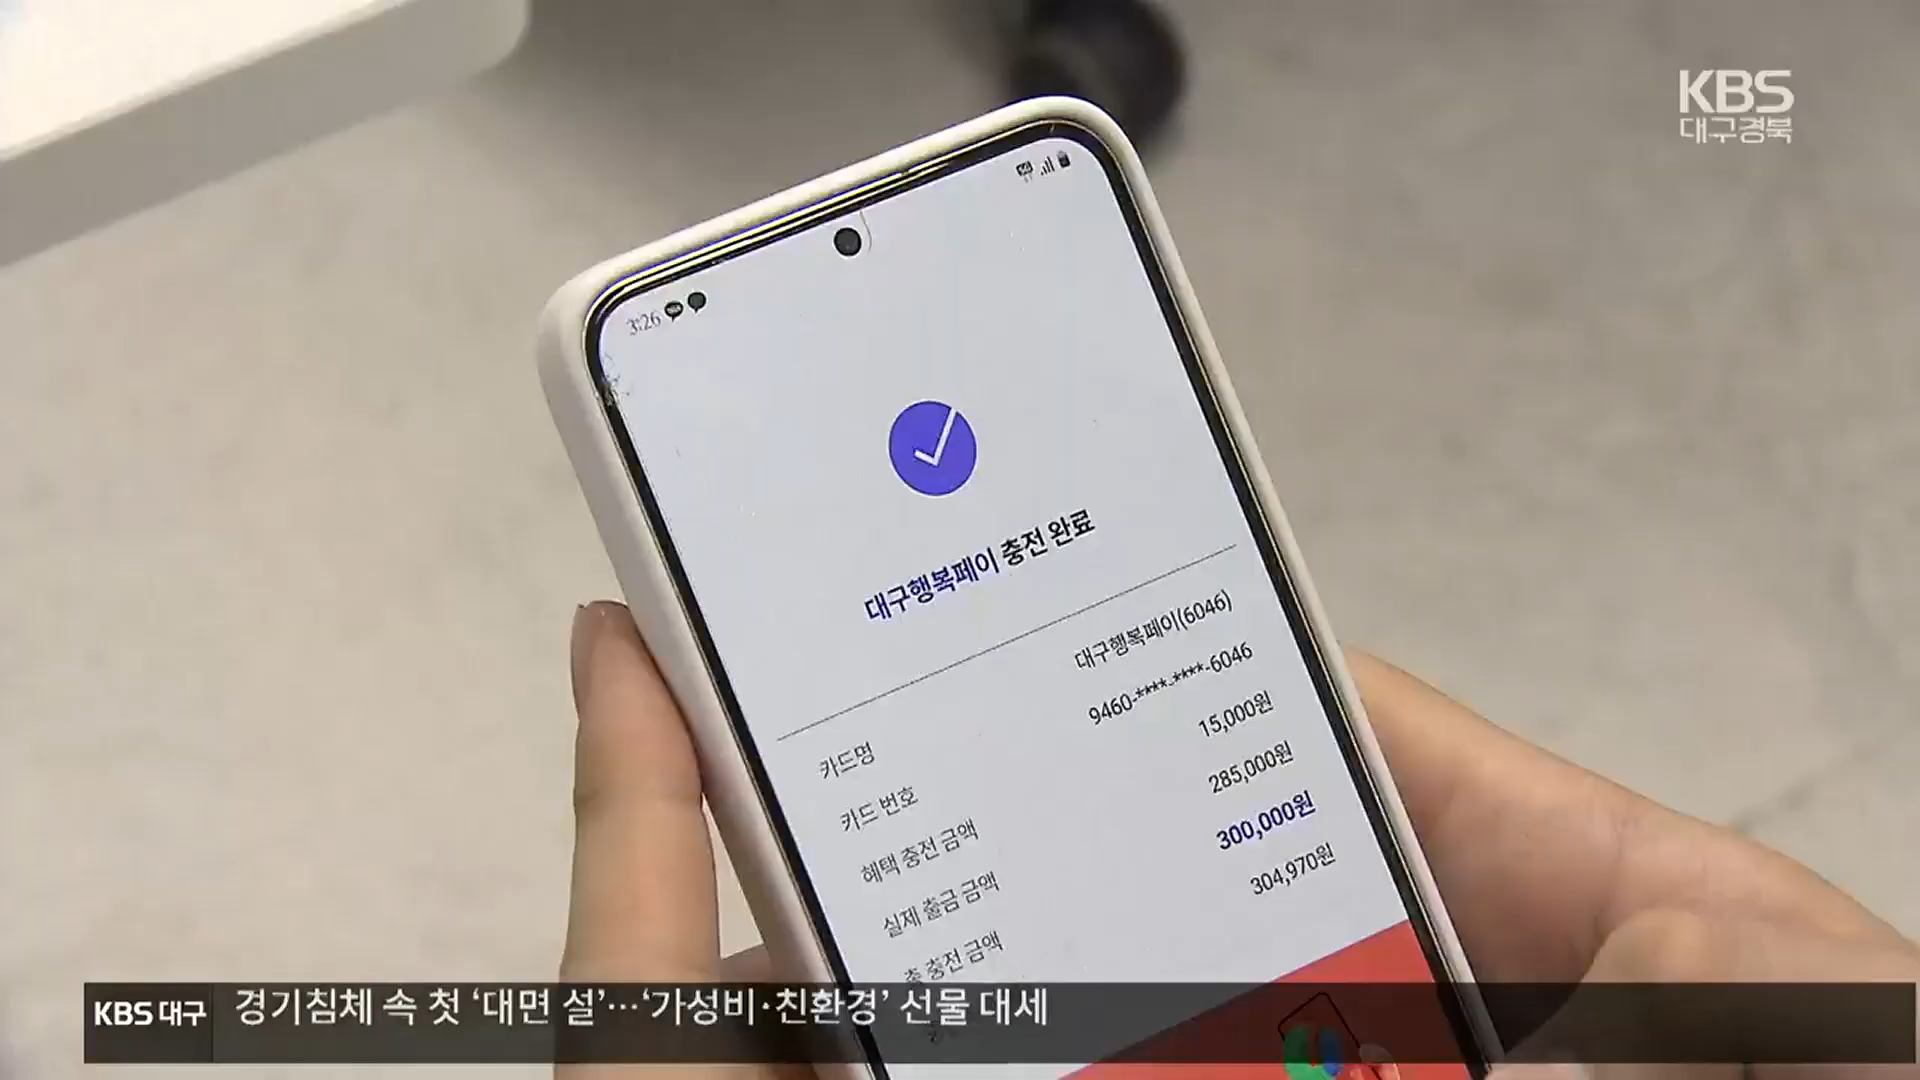 KBS
대구경북
3:26
대구행복페이 충전 완료
카드명 대구행복페이(6046)
카드 번호 9460-****-****-6046
혜택 충전 금액 15,000원
실제 출금 금액 285,000원
총 충전 금액 300,000원
304,970원
KBS 대구 경기침체 속 첫 ‘대면 설’…‘가성비·친환경’ 선물 대세